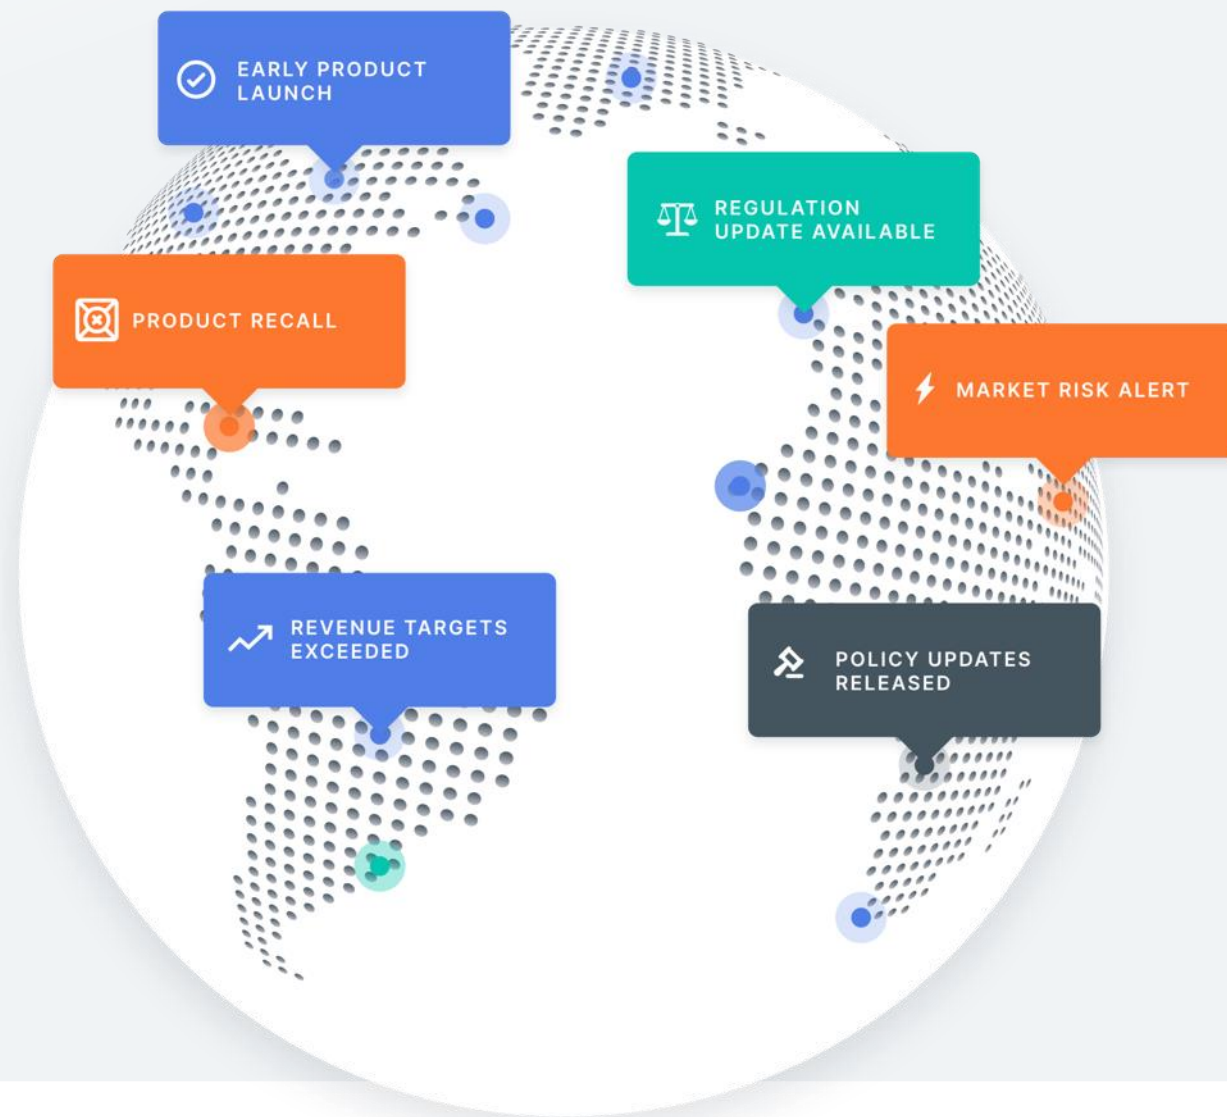 EARLY PRODUCT
LAUNCH
REGULATION
UPDATE AVAILABLE
PRODUCT RECALL
MARKET RISK ALERT
REVENUE TARGETS
EXCEEDED
POLICY UPDATES
RELEASED